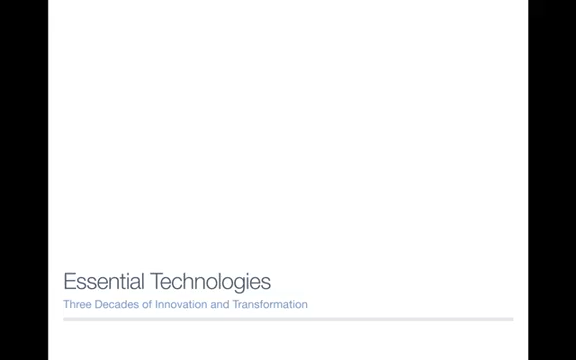 Essential Technologies
Three Decades of Innovation and Transformation